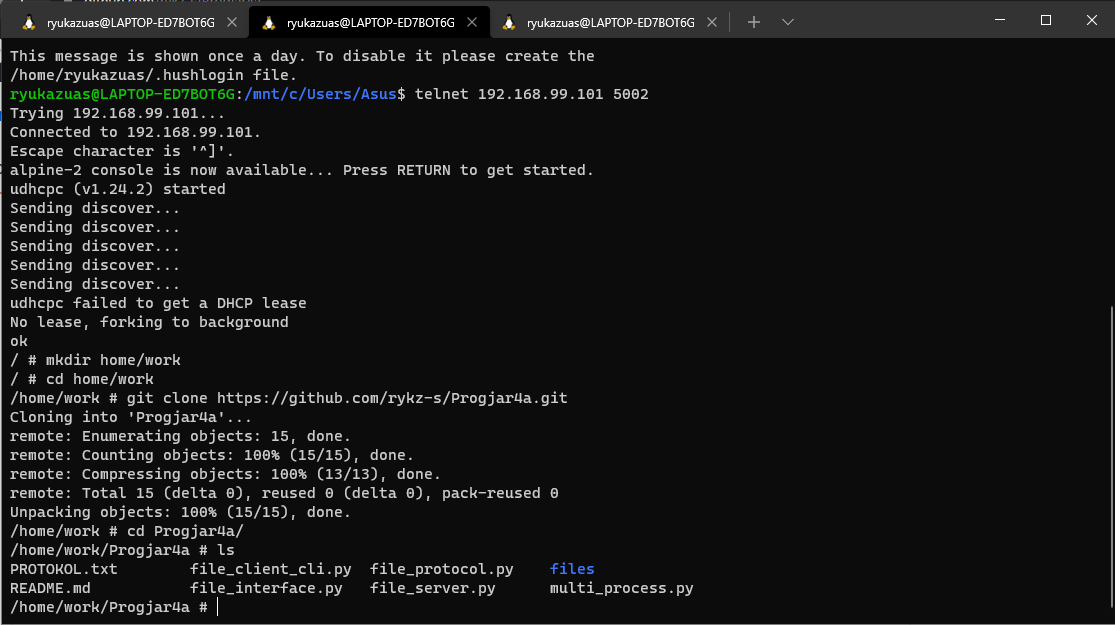 ryukazuas@LAPTOP-ED7BOT6G ryukazuas@LAPTOP-ED7BOT6G ryukazuas@LAPTOP-ED7BOT6G
This message is shown once a day. To disable it please create the
/home/ryukazuas/.hushlogin file.
ryukazuas@LAPTOP-ED7BOT6G:/mnt/c/Users/Asus$ telnet 192.168.99.101 5002
Trying 192.168.99.101...
Connected to 192.168.99.101.
Escape character is '^]'.
alpine-2 console is now available... Press RETURN to get started.
udhcpc (v1.24.2) started
Sending discover...
Sending discover...
Sending discover...
Sending discover...
Sending discover...
udhcpc failed to get a DHCP lease
No lease, forking to background
ok
/ # mkdir home/work
/ # cd home/work
/home/work # git clone https://github.com/rykz-s/Progjar4a.git
Cloning into 'Progjar4a'...
remote: Enumerating objects: 15, done.
remote: Counting objects: 100% (15/15), done.
remote: Compressing objects: 100% (13/13), done.
remote: Total 15 (delta 0), reused 0 (delta 0), pack-reused 0
Unpacking objects: 100% (15/15), done.
/home/work # cd Progjar4a/
/home/work/Progjar4a # ls
PROTOKOL.txt file_client_cli.py file_protocol.py files
README.md file_interface.py file_server.py multi_process.py
/home/work/Progjar4a #